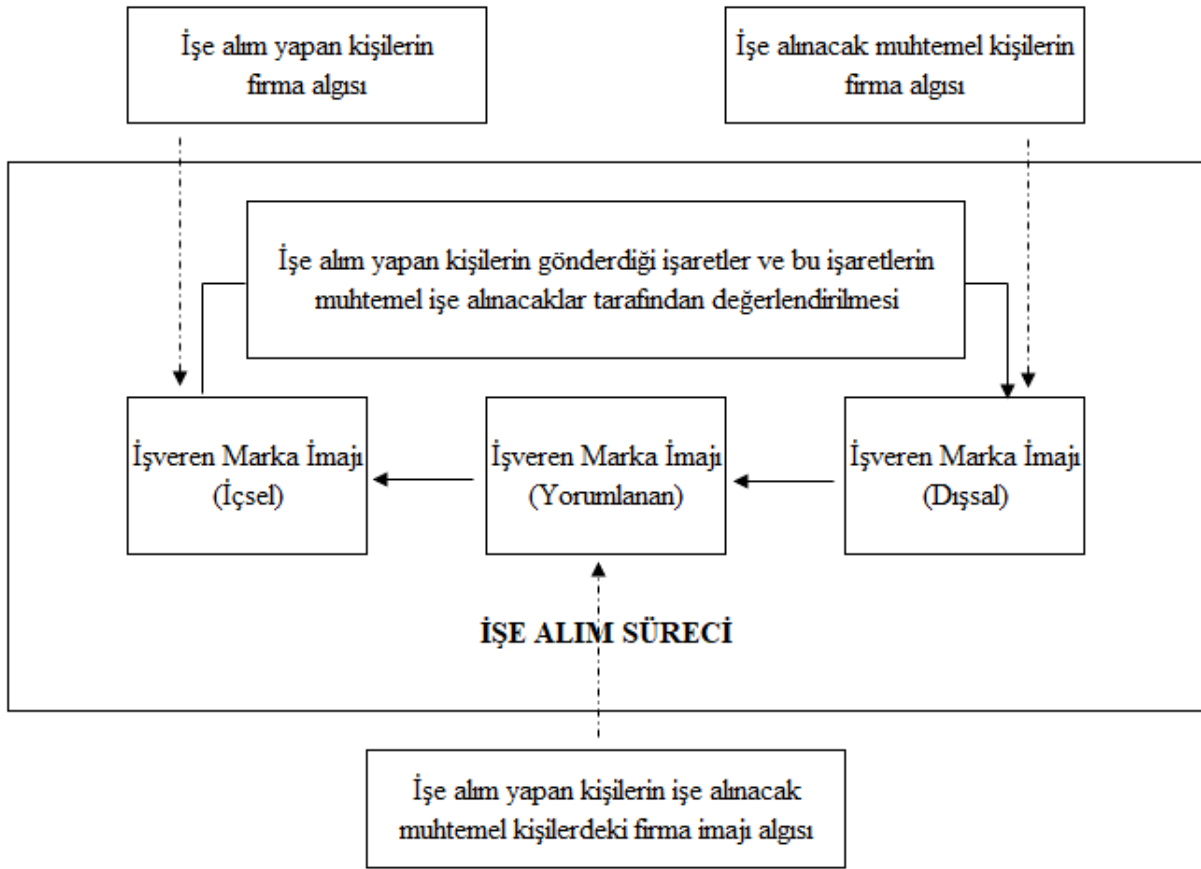 İşe alım yapan kişilerin
firma algısı
İşe alınacak muhtemel kişilerin
firma algısı
İşe alım yapan kişilerin gönderdiği işaretler ve bu işaretlerin
muhtemel işe alınacaklar tarafından değerlendirilmesi
İşveren Marka İmajı
(İçsel)
İşveren Marka İmajı
(Yorumlanan)
İşveren Marka İmajı
(Dışsal)
İŞE ALIM SÜRECİ
İşe alım yapan kişilerin işe alınacak
muhtemel kişilerdeki firma imajı algısı